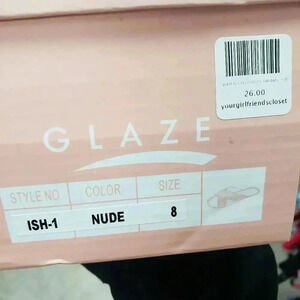 26.00
yourgirlfriendscloset
GLAZE
STYLE NO COLOR SIZE
ISH-1 NUDE 8